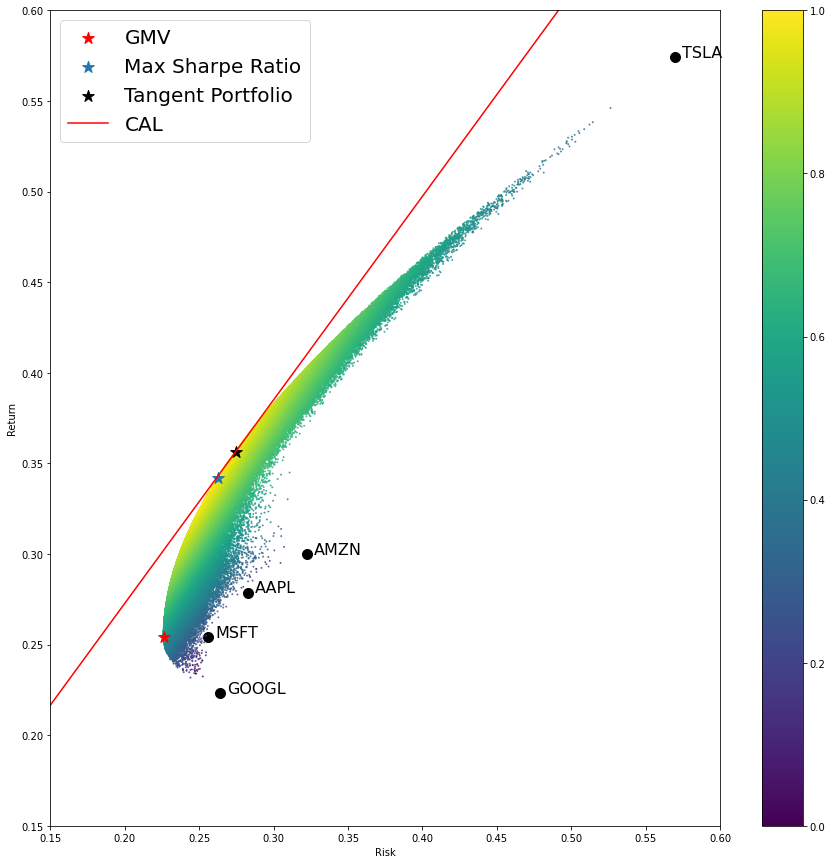 GMV
Max Sharpe Ratio
Tangent Portfolio
CAL
TSLA
AMZN
AAPL
MSFT
GOOGL
Return
0.60
0.55
0.50
0.45
0.40
0.35
0.30
0.25
0.20
0.15
0.15 0.20 0.25 0.30 0.35 0.40 0.45 0.50 0.55 0.60
Risk
1.0
0.8
0.6
0.4
0.2
0.0